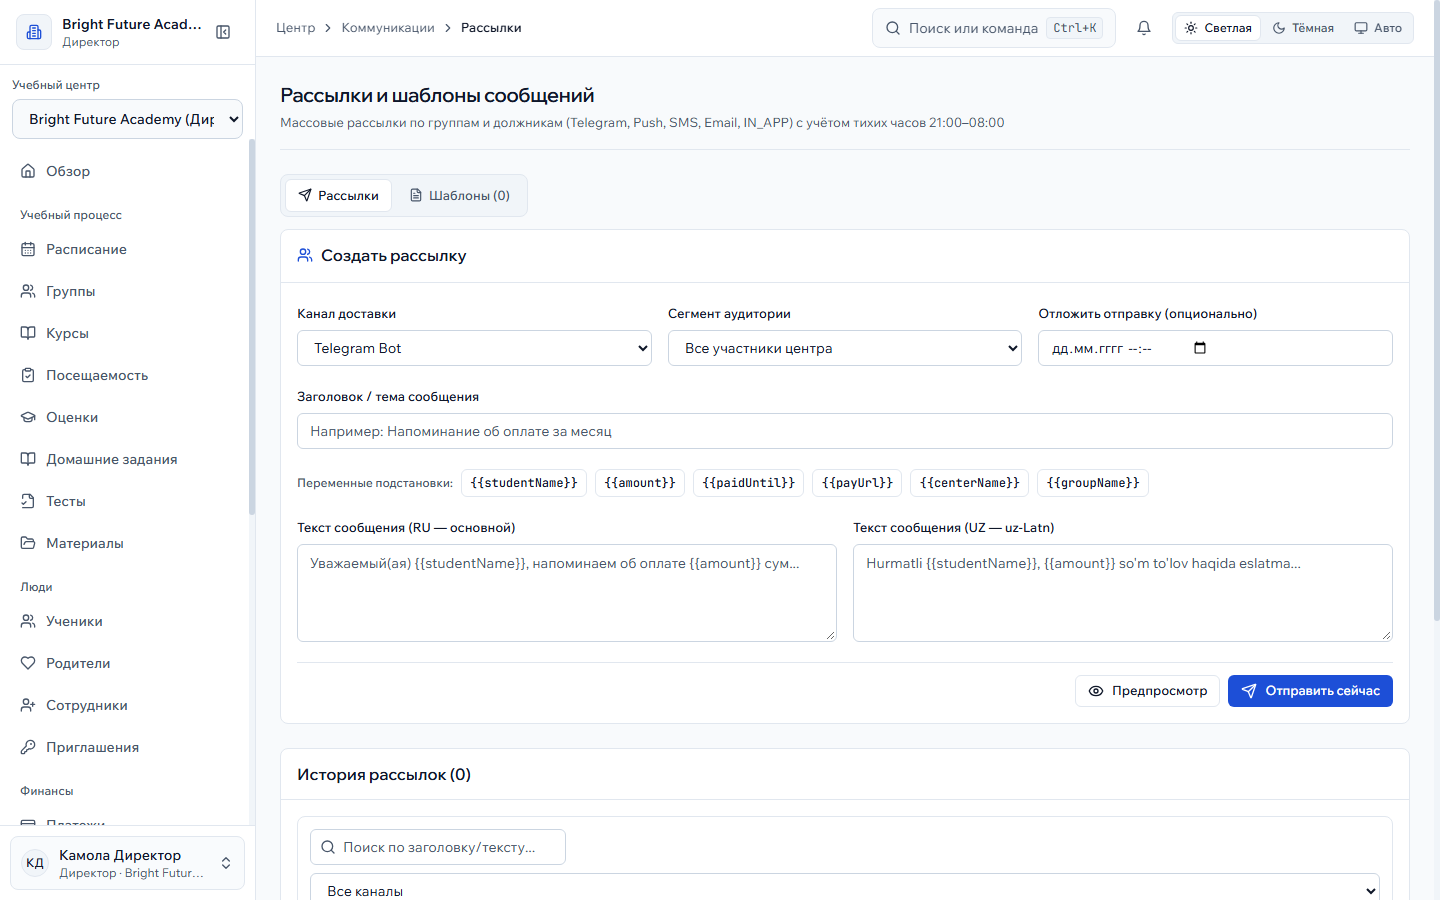 Bright Future Acad...
Директор
Учебный центр
Bright Future Academy (Дир
Обзор
Учебный процесс
Расписание
Группы
Курсы
Посещаемость
Оценки
Домашние задания
Тесты
Материалы
Люди
Ученики
Родители
Сотрудники
Приглашения
Финансы
Платежи
КД
Камола Директор
Директор · Bright Futur...
Центр > Коммуникации > Рассылки
Поиск или команда Ctrl+K
Светлая Тёмная Авто
Рассылки и шаблоны сообщений
Массовые рассылки по группам и должникам (Telegram, Push, SMS, Email, IN_APP) с учётом тихих часов 21:00–08:00
Рассылки Шаблоны (0)
Создать рассылку
Канал доставки Сегмент аудитории Отложить отправку (опционально)
Telegram Bot Все участники центра дд.мм.гггг --:--
Заголовок / тема сообщения
Например: Напоминание об оплате за месяц
Переменные подстановки: {{studentName}} {{amount}} {{paidUntil}} {{payUrl}} {{centerName}} {{groupName}}
Текст сообщения (RU — основной) Текст сообщения (UZ — uz-Latn)
Уважаемый(ая) {{studentName}}, напоминаем об оплате {{amount}} сум... Hurmatli {{studentName}}, {{amount}} so'm to'lov haqida eslatma...
Предпросмотр Отправить сейчас
История рассылок (0)
Поиск по заголовку/тексту...
Все каналы